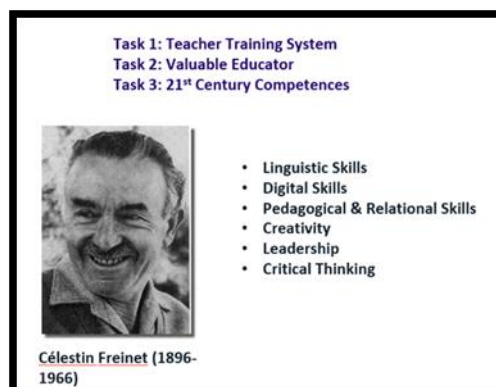 Task 1: Teacher Training System
Task 2: Valuable Educator
Task 3: 21st Century Competences
• Linguistic Skills
• Digital Skills
• Pedagogical & Relational Skills
• Creativity
• Leadership
• Critical Thinking
Célestin Freinet (1896-
1966)